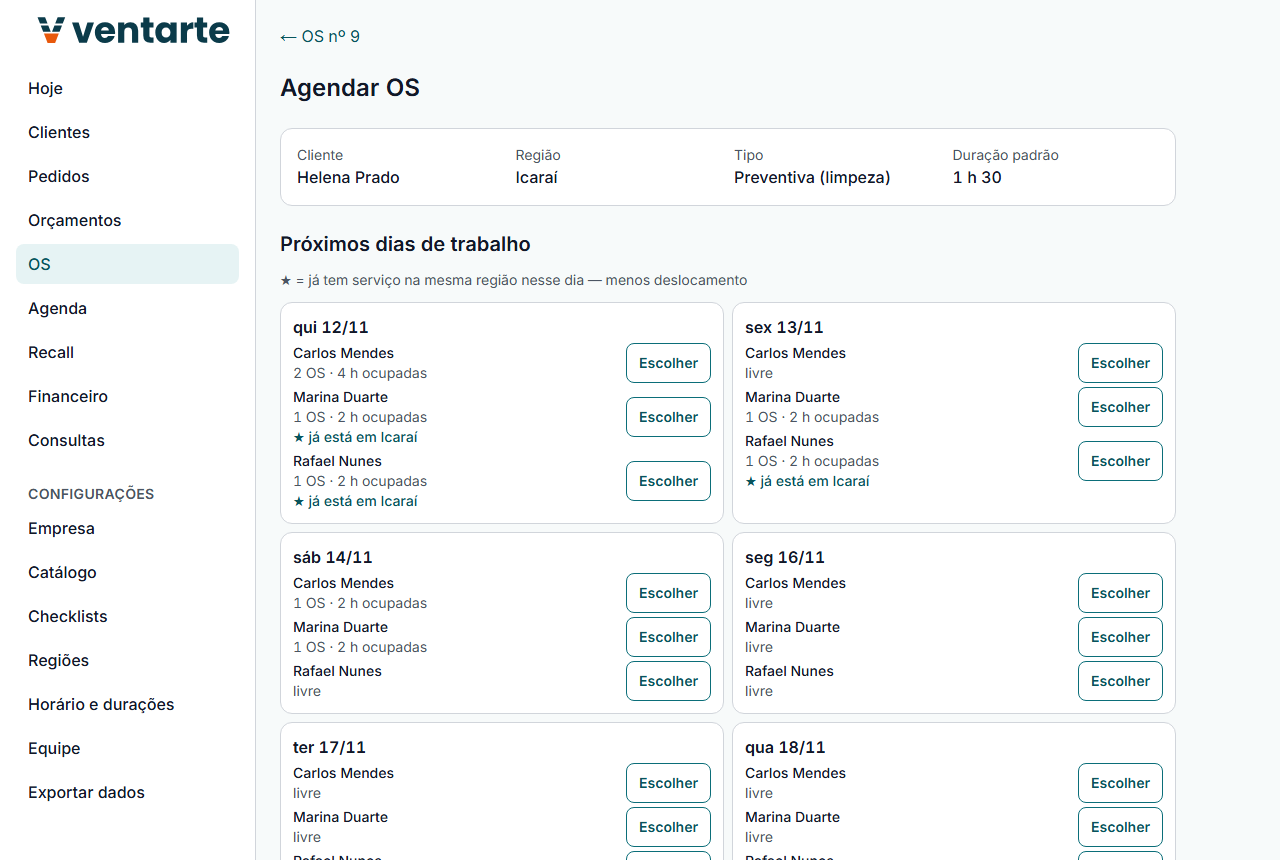 ventarte
Hoje
Clientes
Pedidos
Orçamentos
OS
Agenda
Recall
Financeiro
Consultas
CONFIGURAÇÕES
Empresa
Catálogo
Checklists
Regiões
Horário e durações
Equipe
Exportar dados
← OS nº 9
Agendar OS
Cliente
Helena Prado
Região
Icaraí
Tipo
Preventiva (limpeza)
Duração padrão
1 h 30
Próximos dias de trabalho
★ = já tem serviço na mesma região nesse dia — menos deslocamento
qui 12/11
Carlos Mendes
2 OS · 4 h ocupadas
Escolher
Marina Duarte
1 OS · 2 h ocupadas
★ já está em Icaraí
Escolher
Rafael Nunes
1 OS · 2 h ocupadas
★ já está em Icaraí
Escolher
sex 13/11
Carlos Mendes
livre
Escolher
Marina Duarte
1 OS · 2 h ocupadas
Escolher
Rafael Nunes
1 OS · 2 h ocupadas
★ já está em Icaraí
Escolher
sáb 14/11
Carlos Mendes
1 OS · 2 h ocupadas
Escolher
Marina Duarte
1 OS · 2 h ocupadas
Escolher
Rafael Nunes
livre
Escolher
seg 16/11
Carlos Mendes
livre
Escolher
Marina Duarte
livre
Escolher
Rafael Nunes
livre
Escolher
ter 17/11
Carlos Mendes
livre
Escolher
Marina Duarte
livre
Escolher
Rafael Nunes
qua 18/11
Carlos Mendes
livre
Escolher
Marina Duarte
livre
Escolher
Rafael Nunes